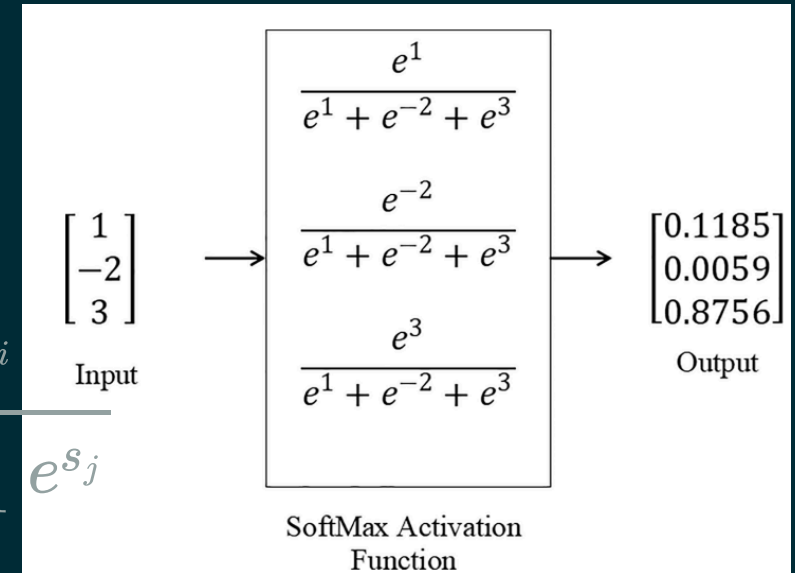 e^1
e^1 + e^−2 + e^3
e^−2
e^1 + e^−2 + e^3
e^3
e^1 + e^−2 + e^3
1
−2
3
Input
0.1185
0.0059
0.8756
Output
i
e^s_j
SoftMax Activation
Function